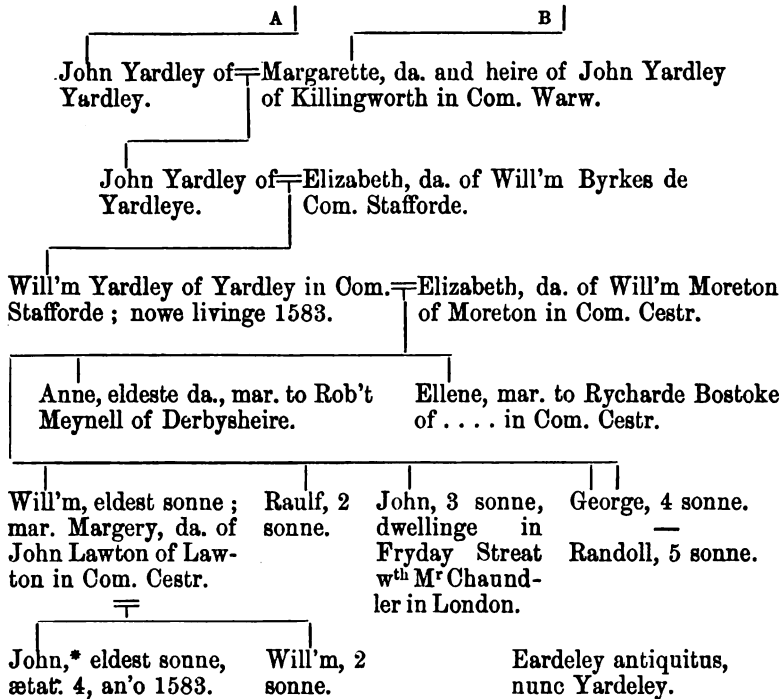 A B
John Yardley of Margarette, da. and heire of John Yardley
Yardley. of Killingworth in Com. Warw.
John Yardley of Elizabeth, da. of Will'm Byrkes de
Yardleye. Com. Stafforde.
Will'm Yardley of Yardley in Com. Elizabeth, da. of Will'm Moreton
Stafforde ; nowe livinge 1583. of Moreton in Com. Cestr.
Anne, eldeste da., mar. to Rob't
Meynell of Derbysheire.
Ellene, mar. to Rycharde Bostoke
of . . . . in Com. Cestr.
Will'm, eldest sonne ;
mar. Margery, da. of
John Lawton of Law-
ton in Com. Cestr.
Raulf, 2
sonne.
John, 3 sonne,
dwellinge in
Fryday Streat
wth Mr Chaund-
ler in London.
George, 4 sonne.
—
Randoll, 5 sonne.
John,* eldest sonne,
ætat. 4, an'o 1583.
Will'm, 2
sonne.
Eardeley antiquitus,
nunc Yardeley.